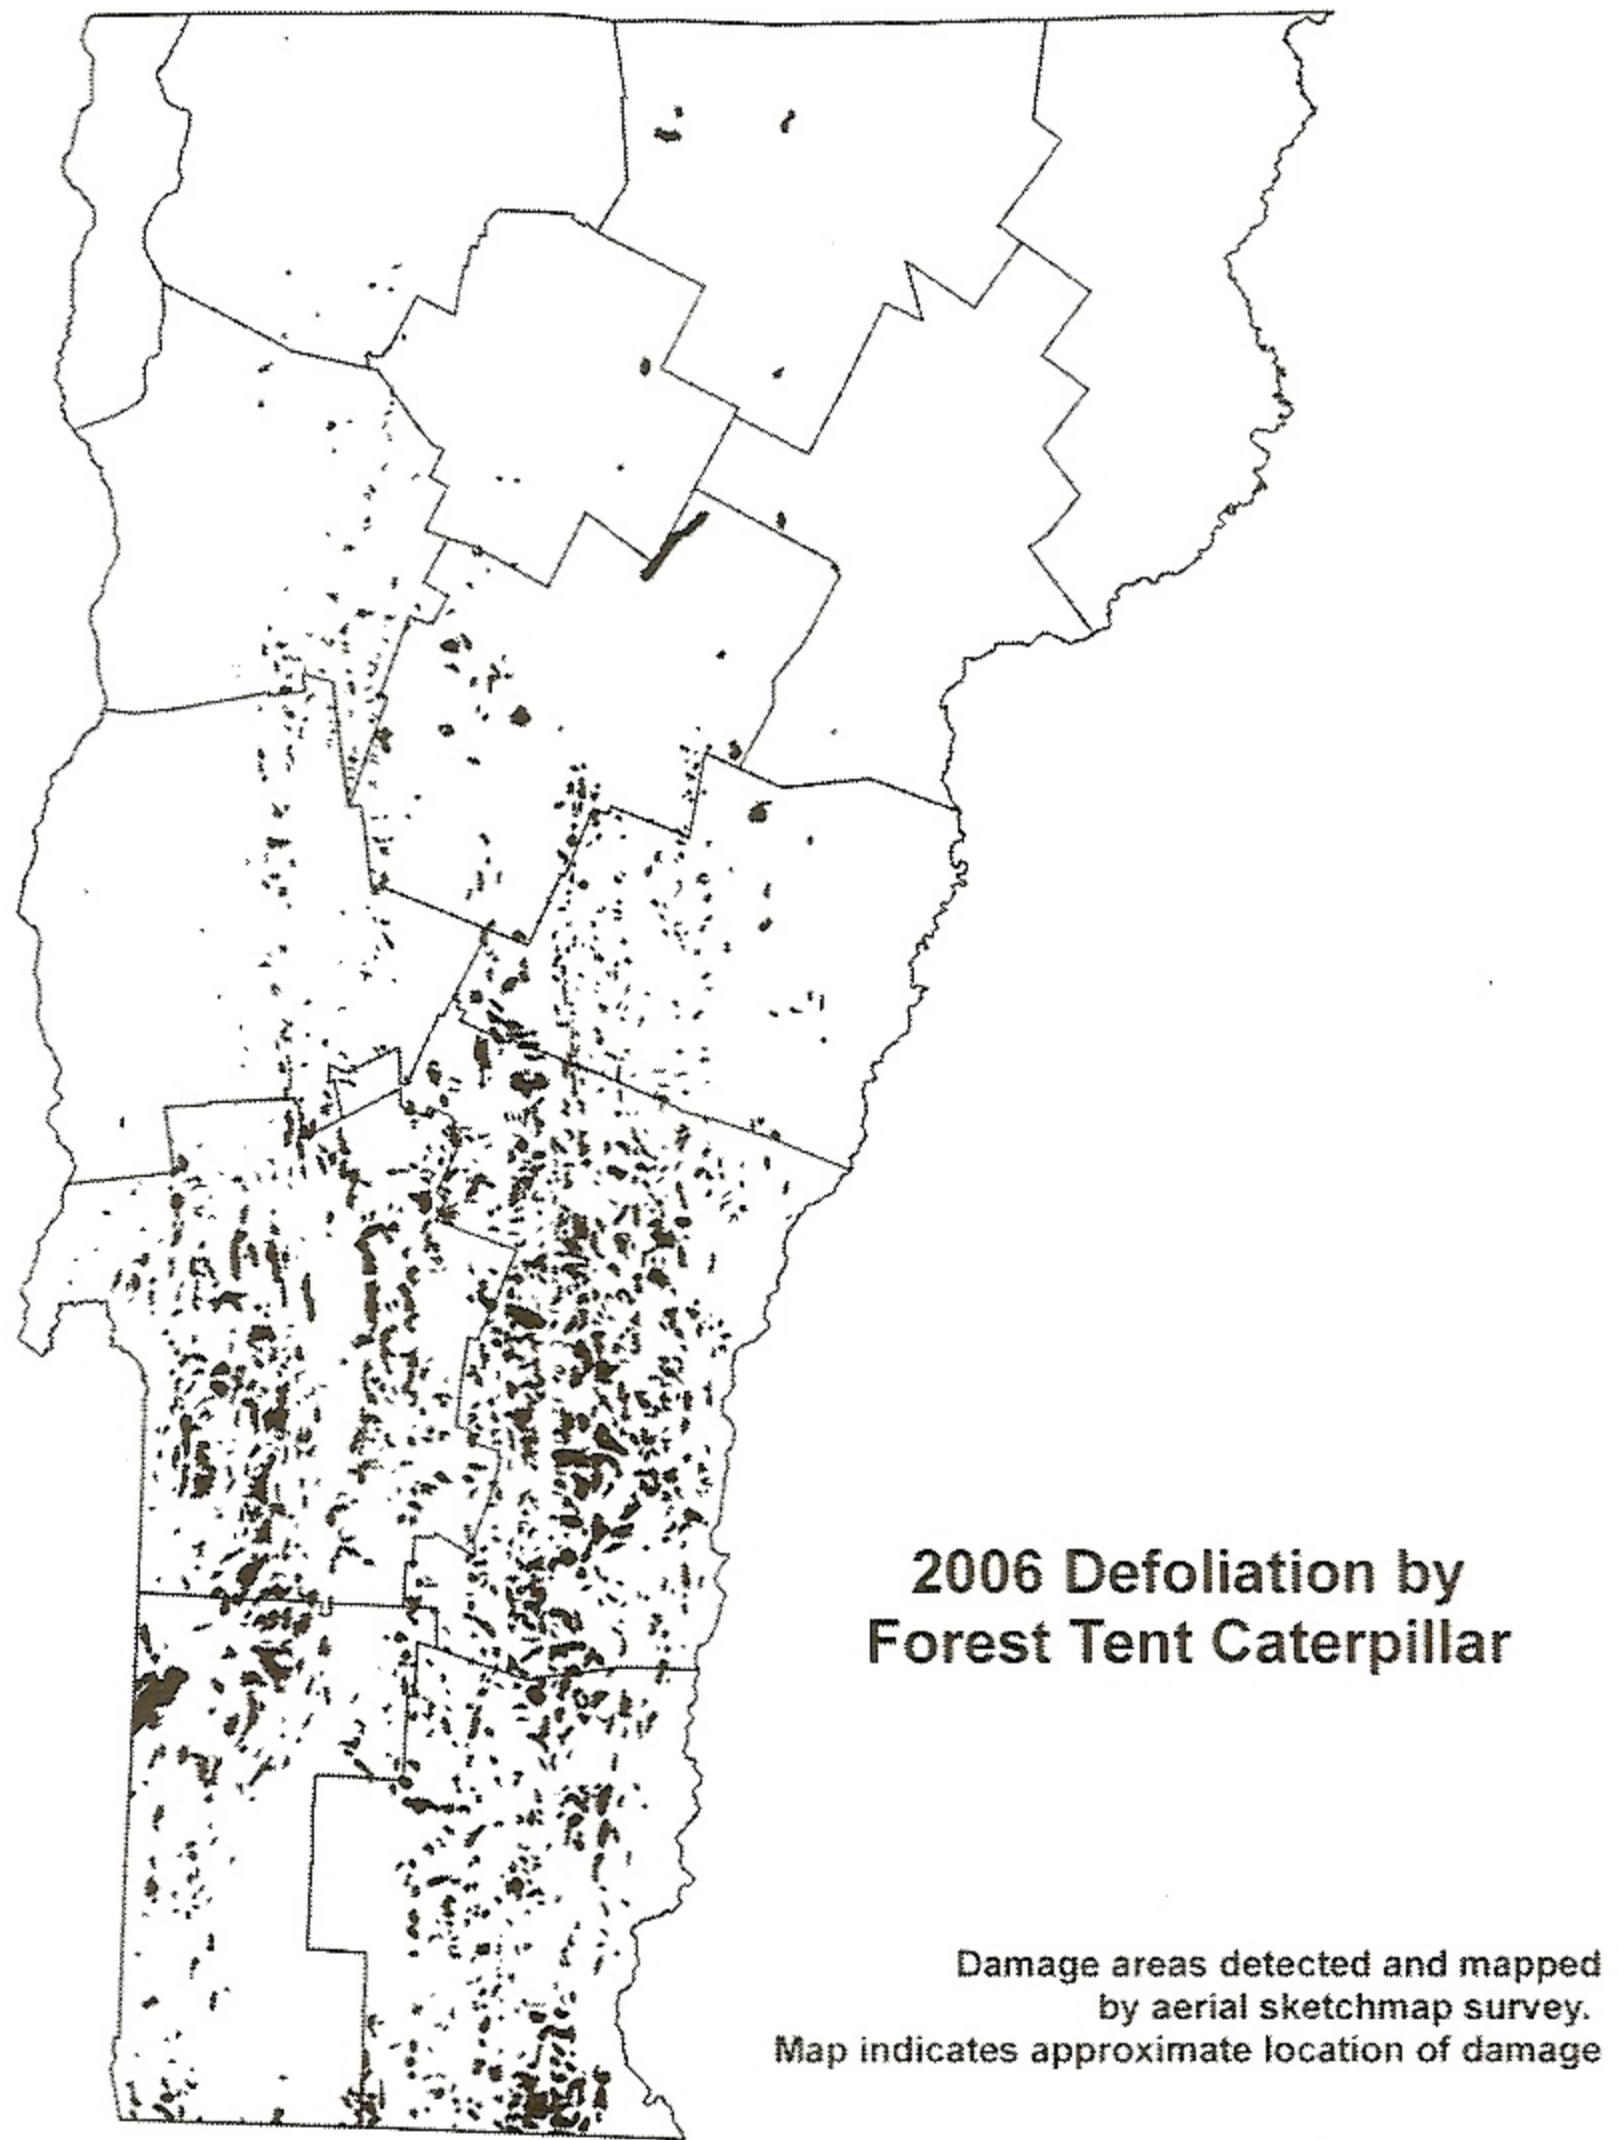 2006 Defoliation by
Forest Tent Caterpillar
Damage areas detected and mapped
by aerial sketchmap survey.
Map indicates approximate location of damage